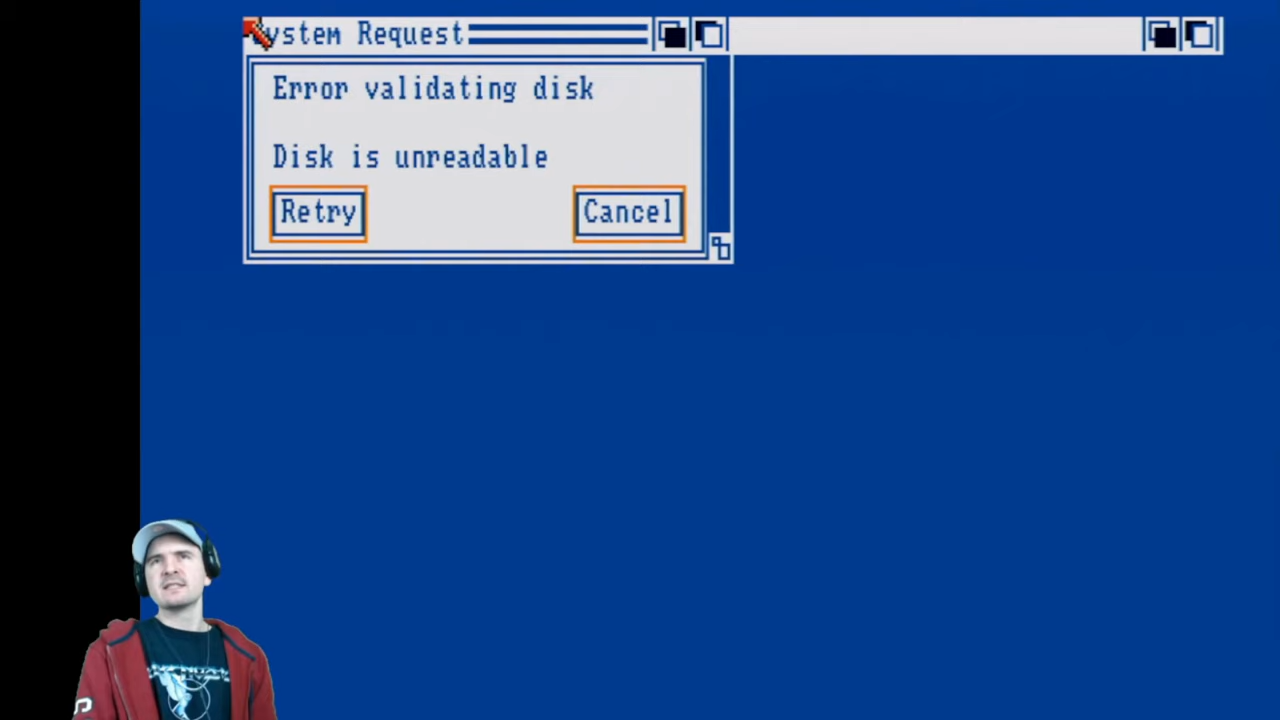 ystem Request
Error validating disk
Disk is unreadable
Retry
Cancel